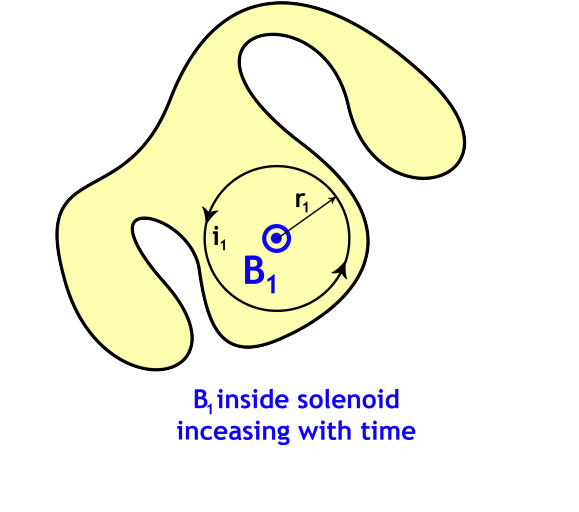 r₁
i₁
B₁
B₁ inside solenoid
inceasing with time